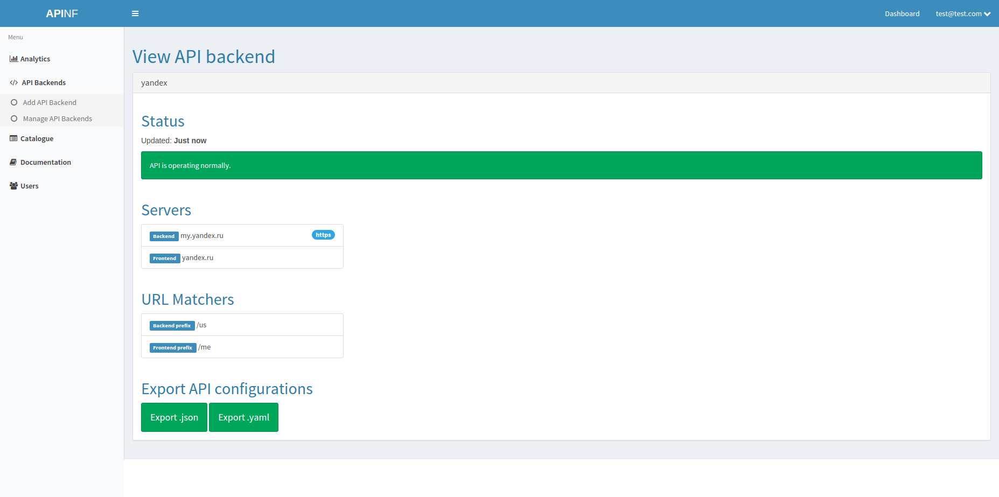 APINF
Dashboard
test@test.com
Menu
Analytics
API Backends
Add API Backend
Manage API Backends
Catalogue
Documentation
Users
View API backend
yandex
Status
Updated: Just now
API is operating normally.
Servers
Backend my.yandex.ru https
Frontend yandex.ru
URL Matchers
Backend prefix /us
Frontend prefix /me
Export API configurations
Export .json Export .yaml